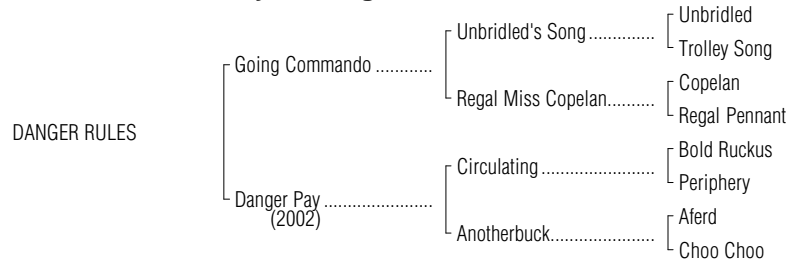 Unbridled
Unbridled's Song.............
Trolley Song
Going Commando ............
Copelan
Regal Miss Copelan..........
Regal Pennant
DANGER RULES
Bold Ruckus
Circulating .......................
Periphery
Danger Pay ......................
(2002)
Aferd
Anotherbuck.....................
Choo Choo